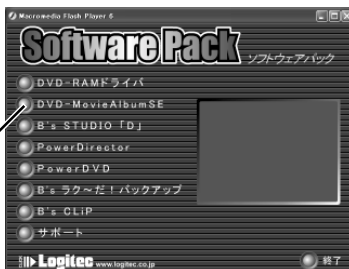 Macromedia Flash Player 6
Software Pack
ソフトウェアパック
DVD-RAMドライバ
DVD-MovieAlbumSE
B's STUDIO「D」
PowerDirector
PowerDVD
B's ラク～だ!バックアップ
B's CLiP
サポート
Logitec www.logitec.co.jp
終了